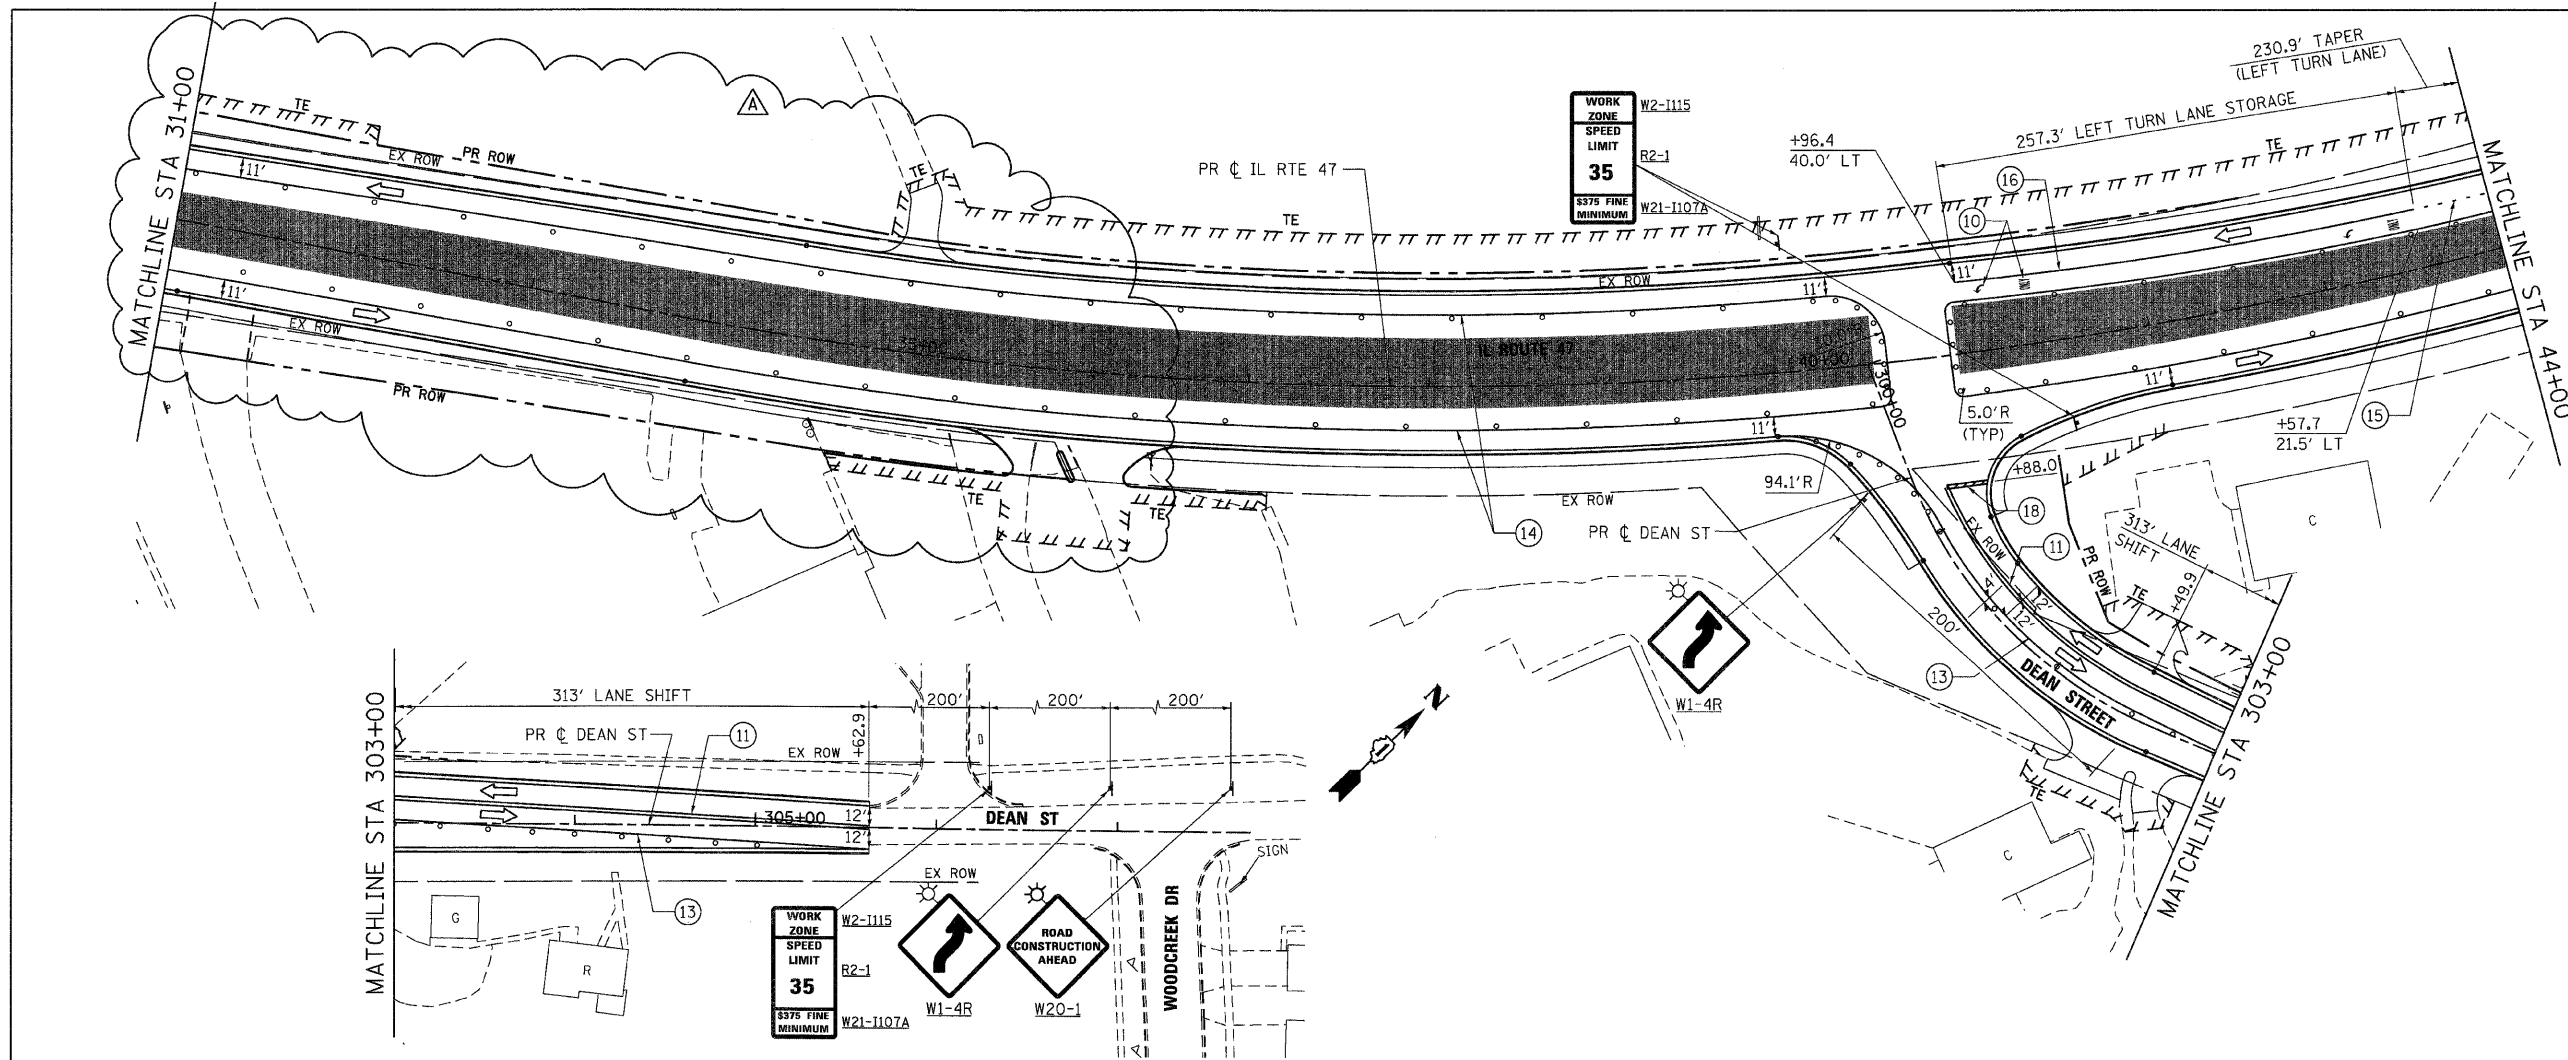 MATCHLINE STA 31+00
TE
EX ROW
PR ROW
11'
11'
EX ROW
PR ROW
A
TE
TE
TE
TE
35+00
PR ℄ IL RTE 47
WORK
ZONE
SPEED
LIMIT
35
$375 FINE
MINIMUM
W2-I115
R2-1
W21-I107A
+96.4
40.0' LT
230.9' TAPER
(LEFT TURN LANE)
257.3' LEFT TURN LANE STORAGE
TE
16
10
11'
EX ROW
11'
IL ROUTE 47
40+00
300+00
MATCHLINE STA 44+00
11'
5.0'R
(TYP)
+57.7
21.5' LT
15
11'
94.1'R
EX ROW
14
PR ℄ DEAN ST
+88.0
18
EX ROW
11
313' LANE
SHIFT
C
PR ROW
TE
+49.9
4'
12'
12'
200'
13
DEAN STREET
W1-4R
N
MATCHLINE STA 303+00
TE
C
MATCHLINE STA 303+00
313' LANE SHIFT
200'
200'
200'
PR ℄ DEAN ST
11
EX ROW
+62.9
305+00
12'
12'
DEAN ST
SIGN
EX ROW
13
G
R
WORK
ZONE
SPEED
LIMIT
35
$375 FINE
MINIMUM
W2-I115
R2-1
W21-I107A
W1-4R
ROAD
CONSTRUCTION
AHEAD
W20-1
WOODCREEK DR